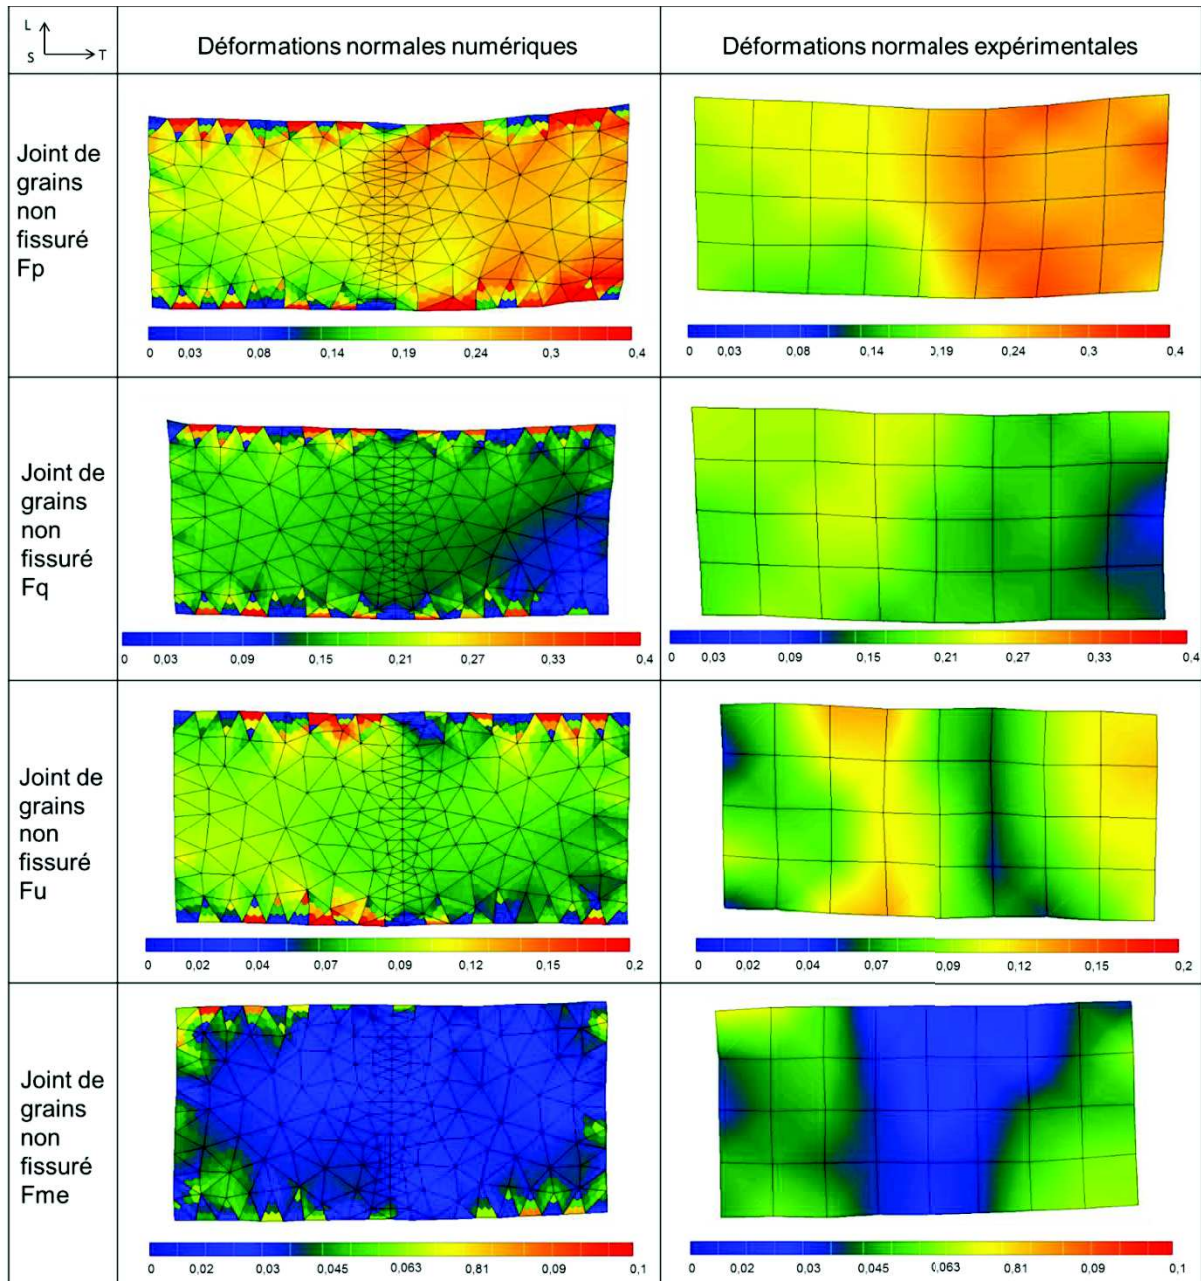 L
S
T
Déformations normales numériques
Déformations normales expérimentales
Joint de
grains
non
fissuré
Fp
0 0,03 0,08 0,14 0,19 0,24 0,3 0,4
0 0,03 0,08 0,14 0,19 0,24 0,3 0,4
Joint de
grains
non
fissuré
Fq
0 0,03 0,09 0,15 0,21 0,27 0,33 0,4
0 0,03 0,09 0,15 0,21 0,27 0,33 0,4
Joint de
grains
non
fissuré
Fu
0 0,02 0,04 0,07 0,09 0,12 0,15 0,2
0 0,02 0,04 0,07 0,09 0,12 0,15 0,2
Joint de
grains
non
fissuré
Fme
0 0,02 0,03 0,045 0,063 0,81 0,09 0,1
0 0,02 0,03 0,045 0,063 0,81 0,09 0,1